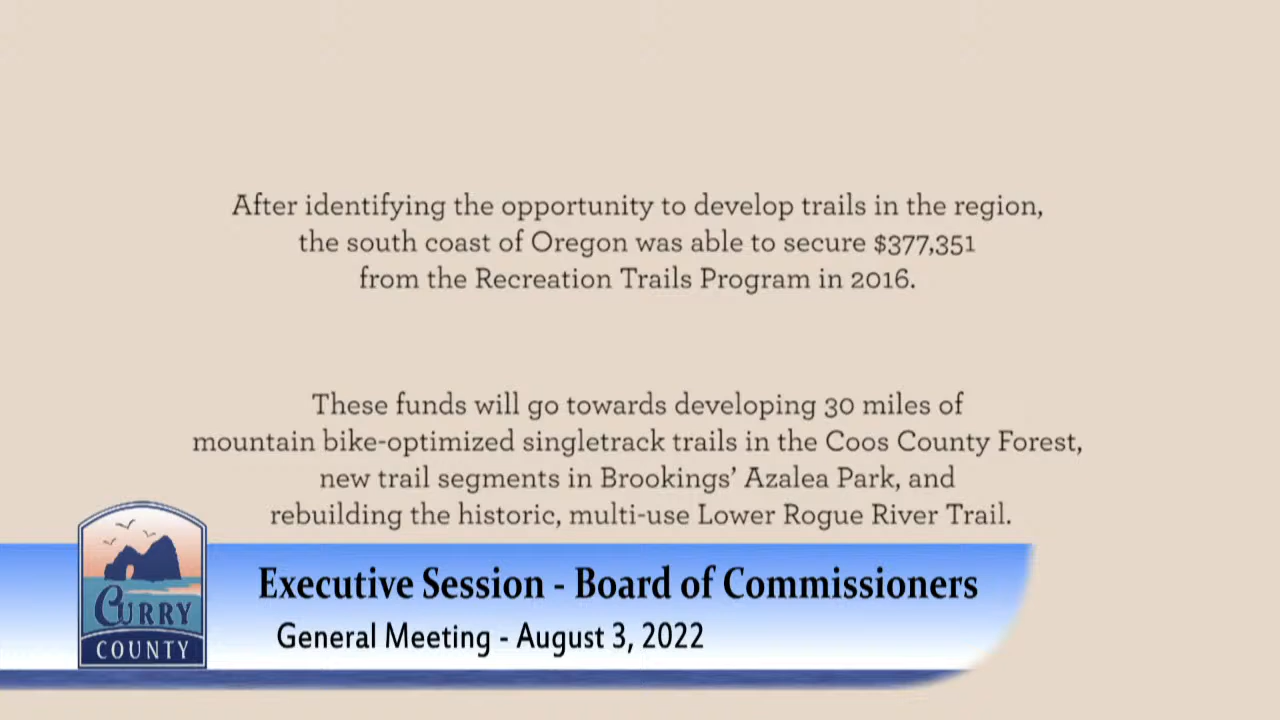 After identifying the opportunity to develop trails in the region,
the south coast of Oregon was able to secure $377,351
from the Recreation Trails Program in 2016.
These funds will go towards developing 30 miles of
mountain bike-optimized singletrack trails in the Coos County Forest,
new trail segments in Brookings’ Azalea Park, and
rebuilding the historic, multi-use Lower Rogue River Trail.
Executive Session - Board of Commissioners
General Meeting - August 3, 2022
CURRY
COUNTY